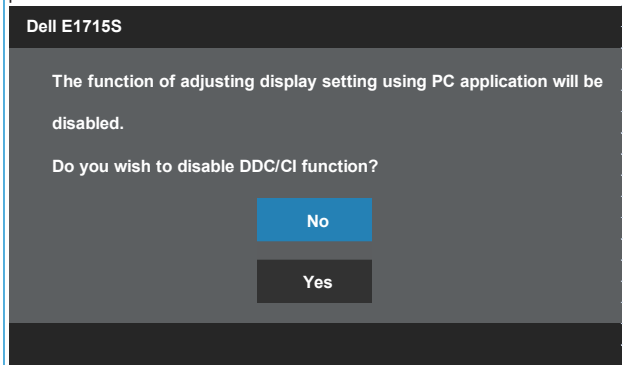 Dell E1715S
The function of adjusting display setting using PC application will be
disabled.
Do you wish to disable DDC/CI function?
No
Yes